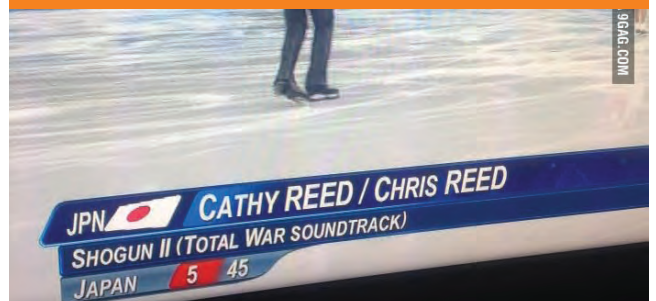 9GAG.COM
JPN CATHY REED / CHRIS REED
SHOGUN II (TOTAL WAR SOUNDTRACK)
JAPAN 5 45